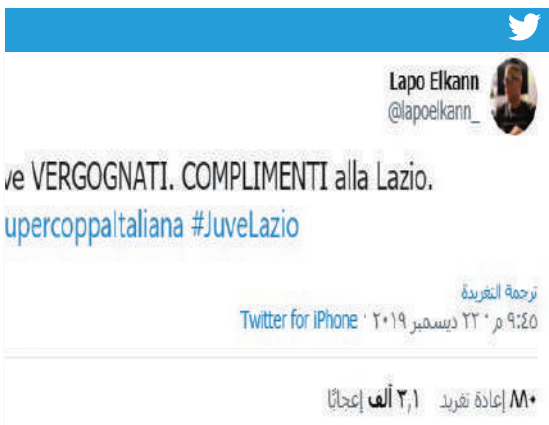 Lapo Elkann
@lapoelkann_
ve VERGOGNATI. COMPLIMENTI alla Lazio.
upercoppaItaliana #JuveLazio
ترجمة التغريدة
٩:٤٥ م · ٢٢ ديسمبر ٢٠١٩ · Twitter for iPhone
٨٨٠ إعادة تغريد ٣,١ ألف إعجابًا